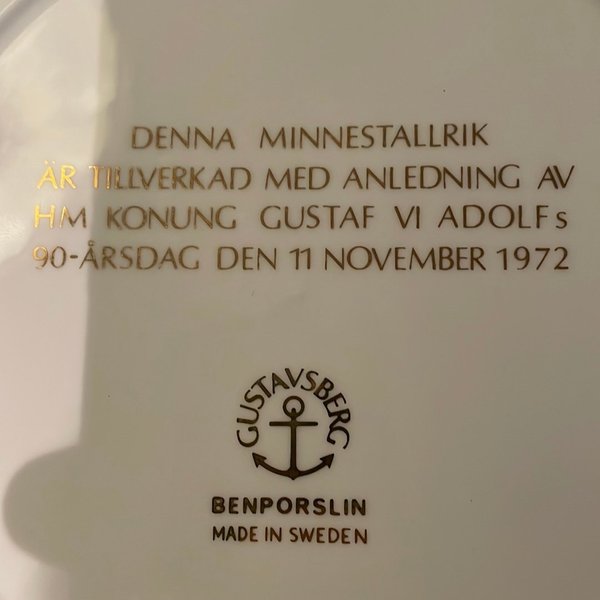 DENNA MINNESTALLRIK
ÄR TILLVERKAD MED ANLEDNING AV
HM KONUNG GUSTAF VI ADOLFs
90-ÅRSDAG DEN 11 NOVEMBER 1972
GUSTAVSBERG
BENPORSLIN
MADE IN SWEDEN